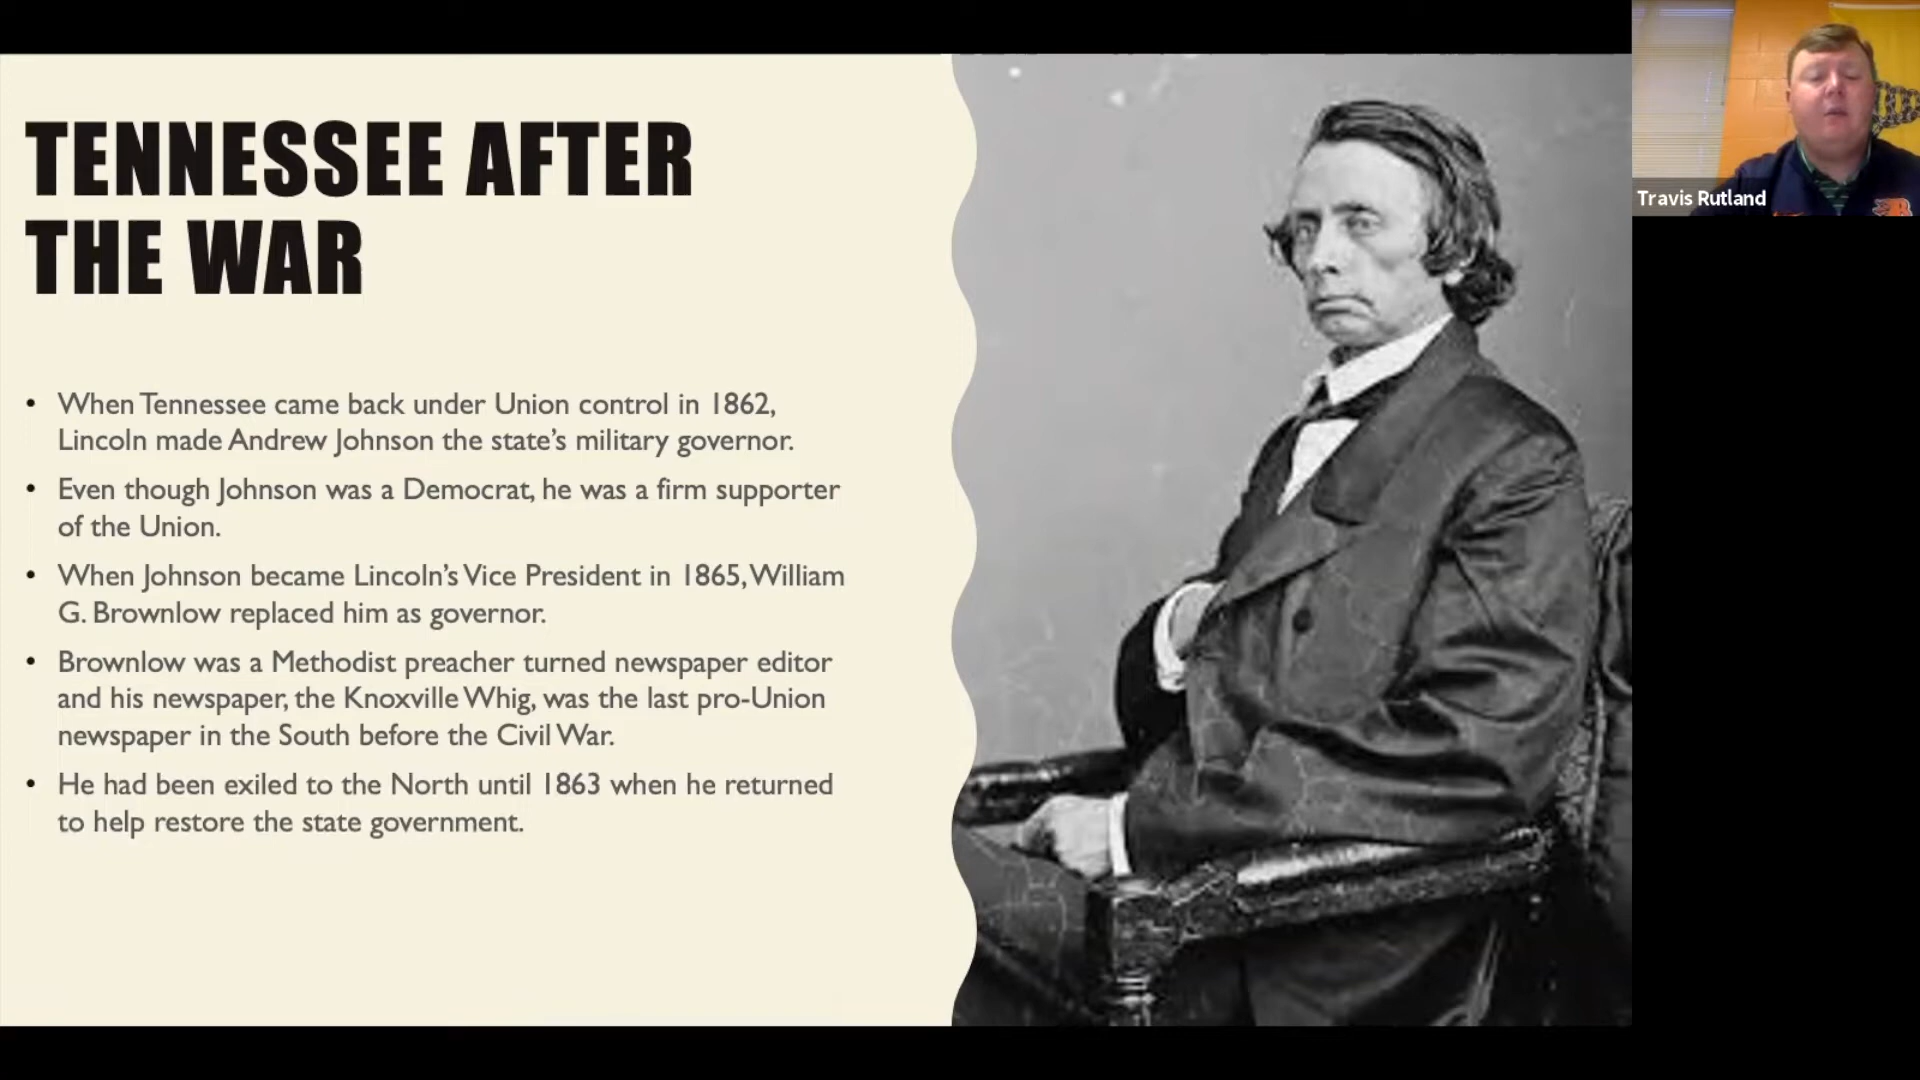 TENNESSEE AFTER
THE WAR
• When Tennessee came back under Union control in 1862,
Lincoln made Andrew Johnson the state's military governor.
• Even though Johnson was a Democrat, he was a firm supporter
of the Union.
• When Johnson became Lincoln's Vice President in 1865, William
G. Brownlow replaced him as governor.
• Brownlow was a Methodist preacher turned newspaper editor
and his newspaper, the Knoxville Whig, was the last pro-Union
newspaper in the South before the Civil War.
• He had been exiled to the North until 1863 when he returned
to help restore the state government.
Travis Rutland